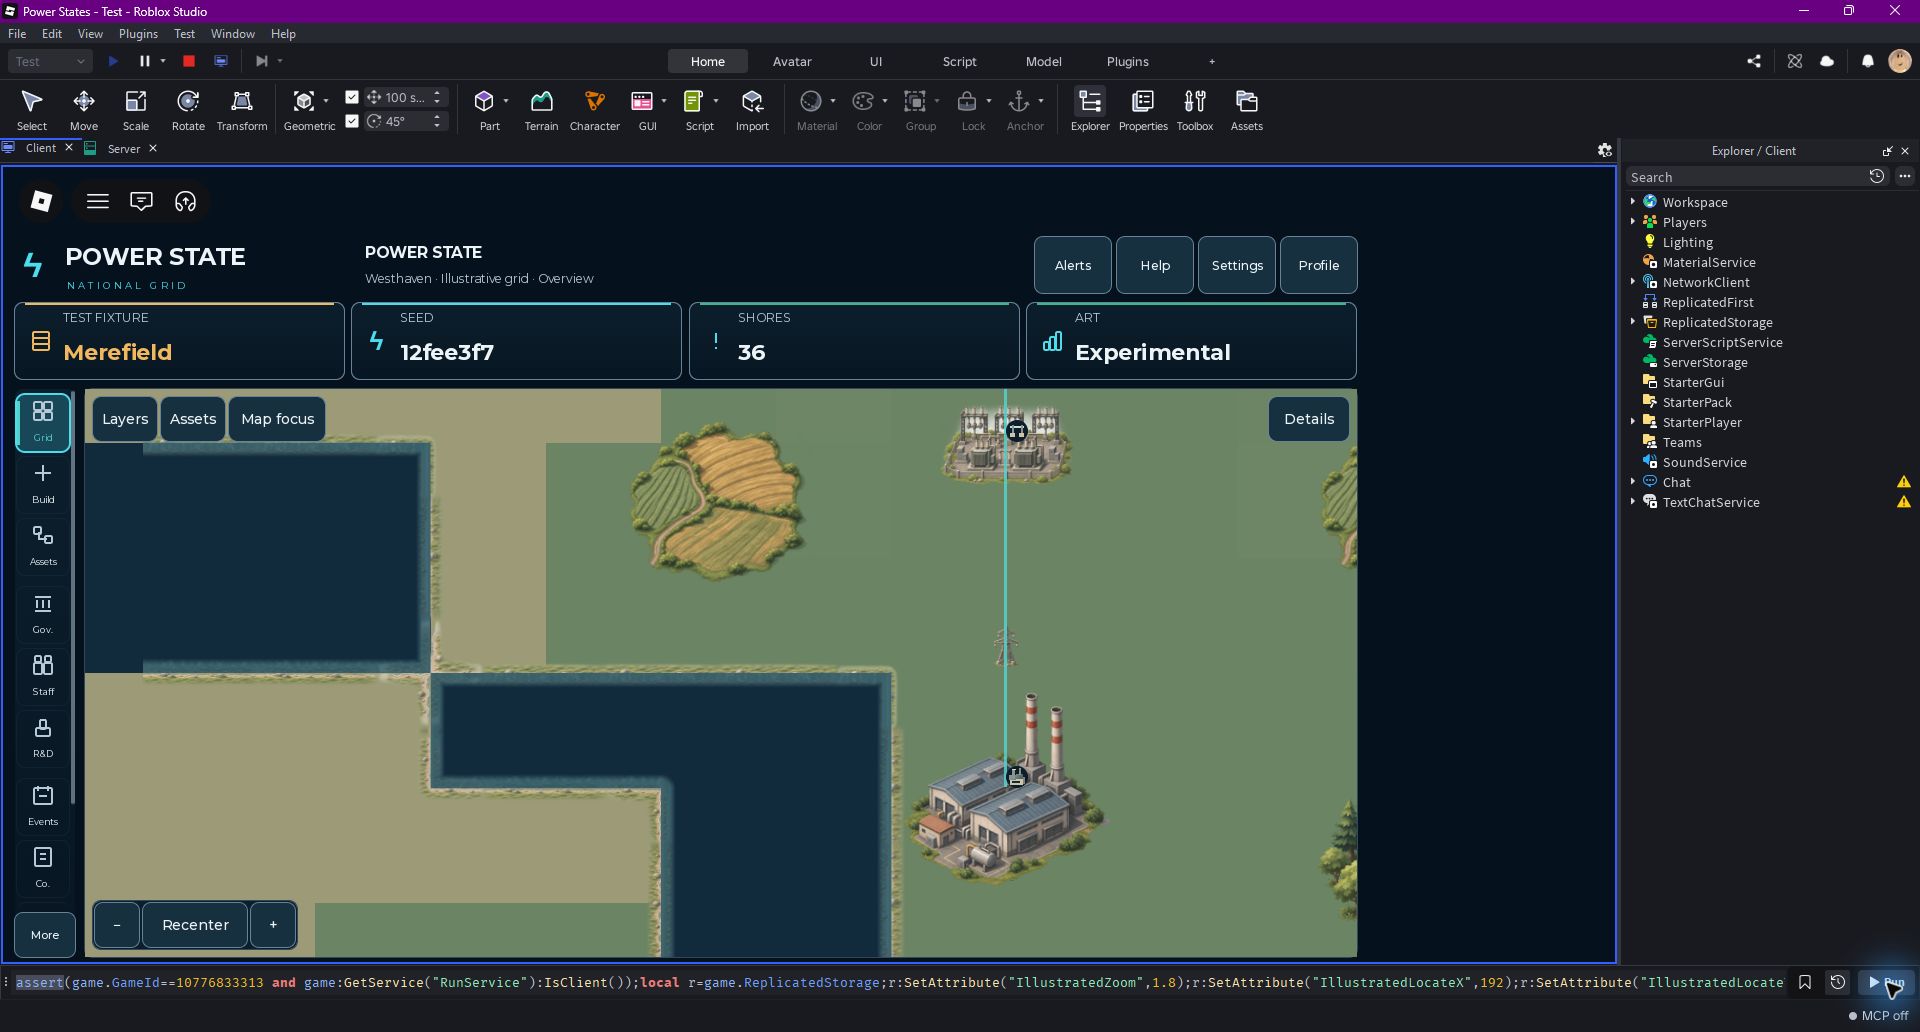 Power States - Test - Roblox Studio
File Edit View Plugins Test Window Help
Test
Home Avatar UI Script Model Plugins +
100 s...
45°
Select Move Scale Rotate Transform Geometric Part Terrain Character GUI Script Import Material Color Group Lock Anchor Explorer Properties Toolbox Assets
Client Server
Explorer / Client
Search
Workspace
Players
Lighting
MaterialService
NetworkClient
ReplicatedFirst
ReplicatedStorage
ServerScriptService
ServerStorage
StarterGui
StarterPack
StarterPlayer
Teams
SoundService
Chat
TextChatService
POWER STATE
NATIONAL GRID
POWER STATE
Westhaven · Illustrative grid · Overview
Alerts Help Settings Profile
TEST FIXTURE
Merefield
SEED
12fee3f7
SHORES
36
ART
Experimental
Grid
Build
Assets
Gov.
Staff
R&D
Events
Co.
More
Layers Assets Map focus
Details
− Recenter +
assert(game.GameId==10776833313 and game:GetService("RunService"):IsClient());local r=game.ReplicatedStorage;r:SetAttribute("IllustratedZoom",1.8);r:SetAttribute("IllustratedLocateX",192);r:SetAttribute("IllustratedLocate
MCP off